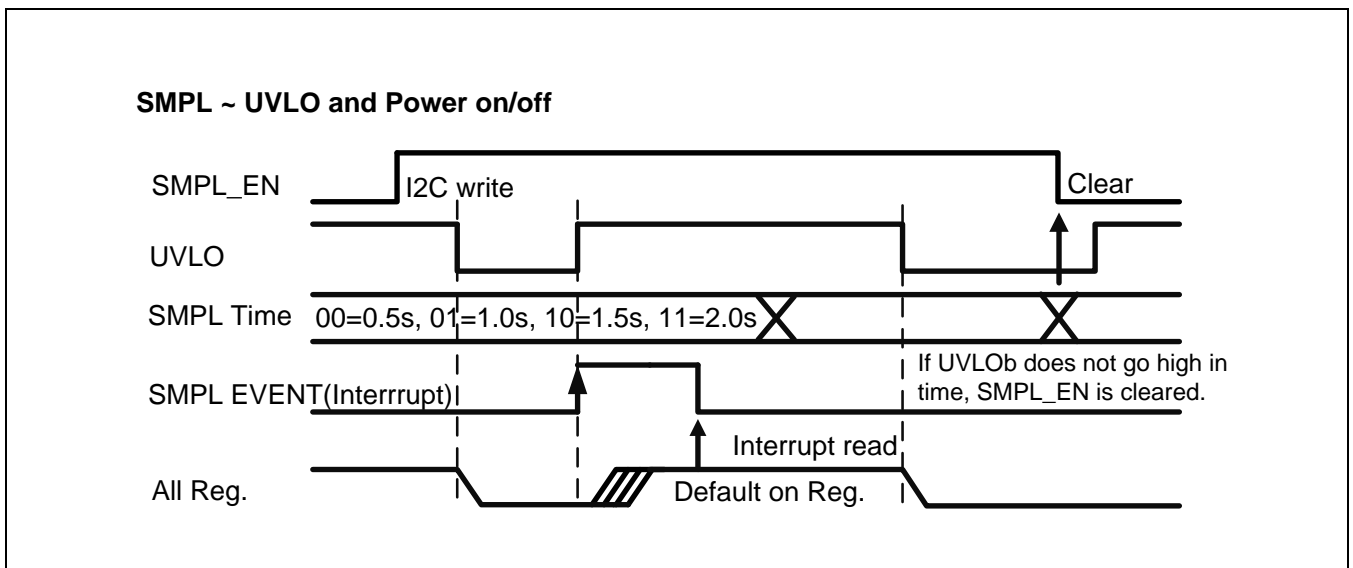 SMPL ~ UVLO and Power on/off
SMPL_EN
I2C write
Clear
UVLO
SMPL Time
00=0.5s, 01=1.0s, 10=1.5s, 11=2.0s
If UVLOb does not go high in
time, SMPL_EN is cleared.
SMPL EVENT(Interrrupt)
Interrupt read
All Reg.
Default on Reg.